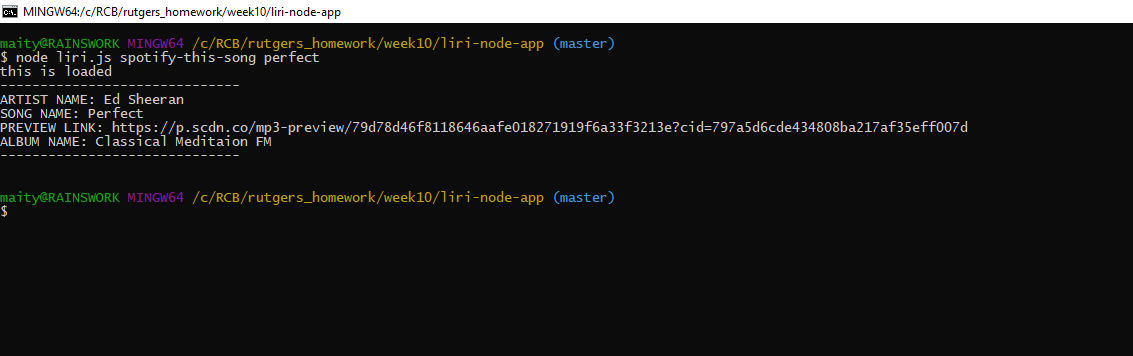 MINGW64:/c/RCB/rutgers_homework/week10/liri-node-app
maity@RAINSWORK MINGW64 /c/RCB/rutgers_homework/week10/liri-node-app (master)
$ node liri.js spotify-this-song perfect
this is loaded
------------------------------
ARTIST NAME: Ed Sheeran
SONG NAME: Perfect
PREVIEW LINK: https://p.scdn.co/mp3-preview/79d78d46f8118646aafe018271919f6a33f3213e?cid=797a5d6cde434808ba217af35eff007d
ALBUM NAME: Classical Meditaion FM
------------------------------
maity@RAINSWORK MINGW64 /c/RCB/rutgers_homework/week10/liri-node-app (master)
$